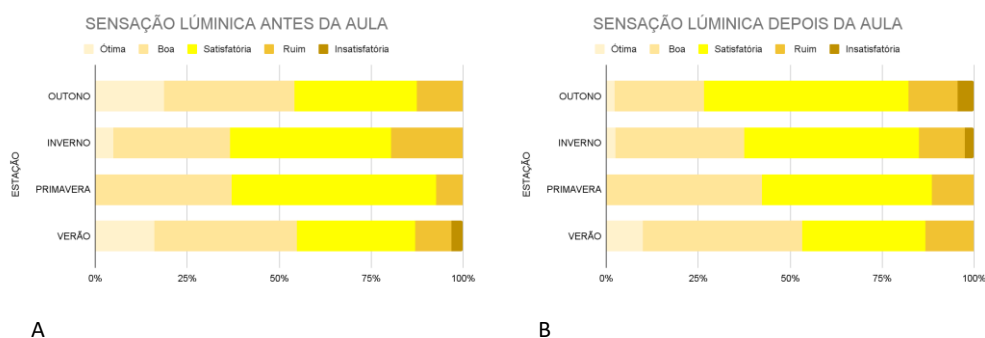 SENSAÇÃO LÚMINICA ANTES DA AULA
Ótima Boa Satisfatória Ruim Insatisfatória
ESTAÇÃO
OUTONO
INVERNO
PRIMAVERA
VERÃO
0% 25% 50% 75% 100%
A
SENSAÇÃO LÚMINICA DEPOIS DA AULA
Ótima Boa Satisfatória Ruim Insatisfatória
ESTAÇÃO
OUTONO
INVERNO
PRIMAVERA
VERÃO
0% 25% 50% 75% 100%
B